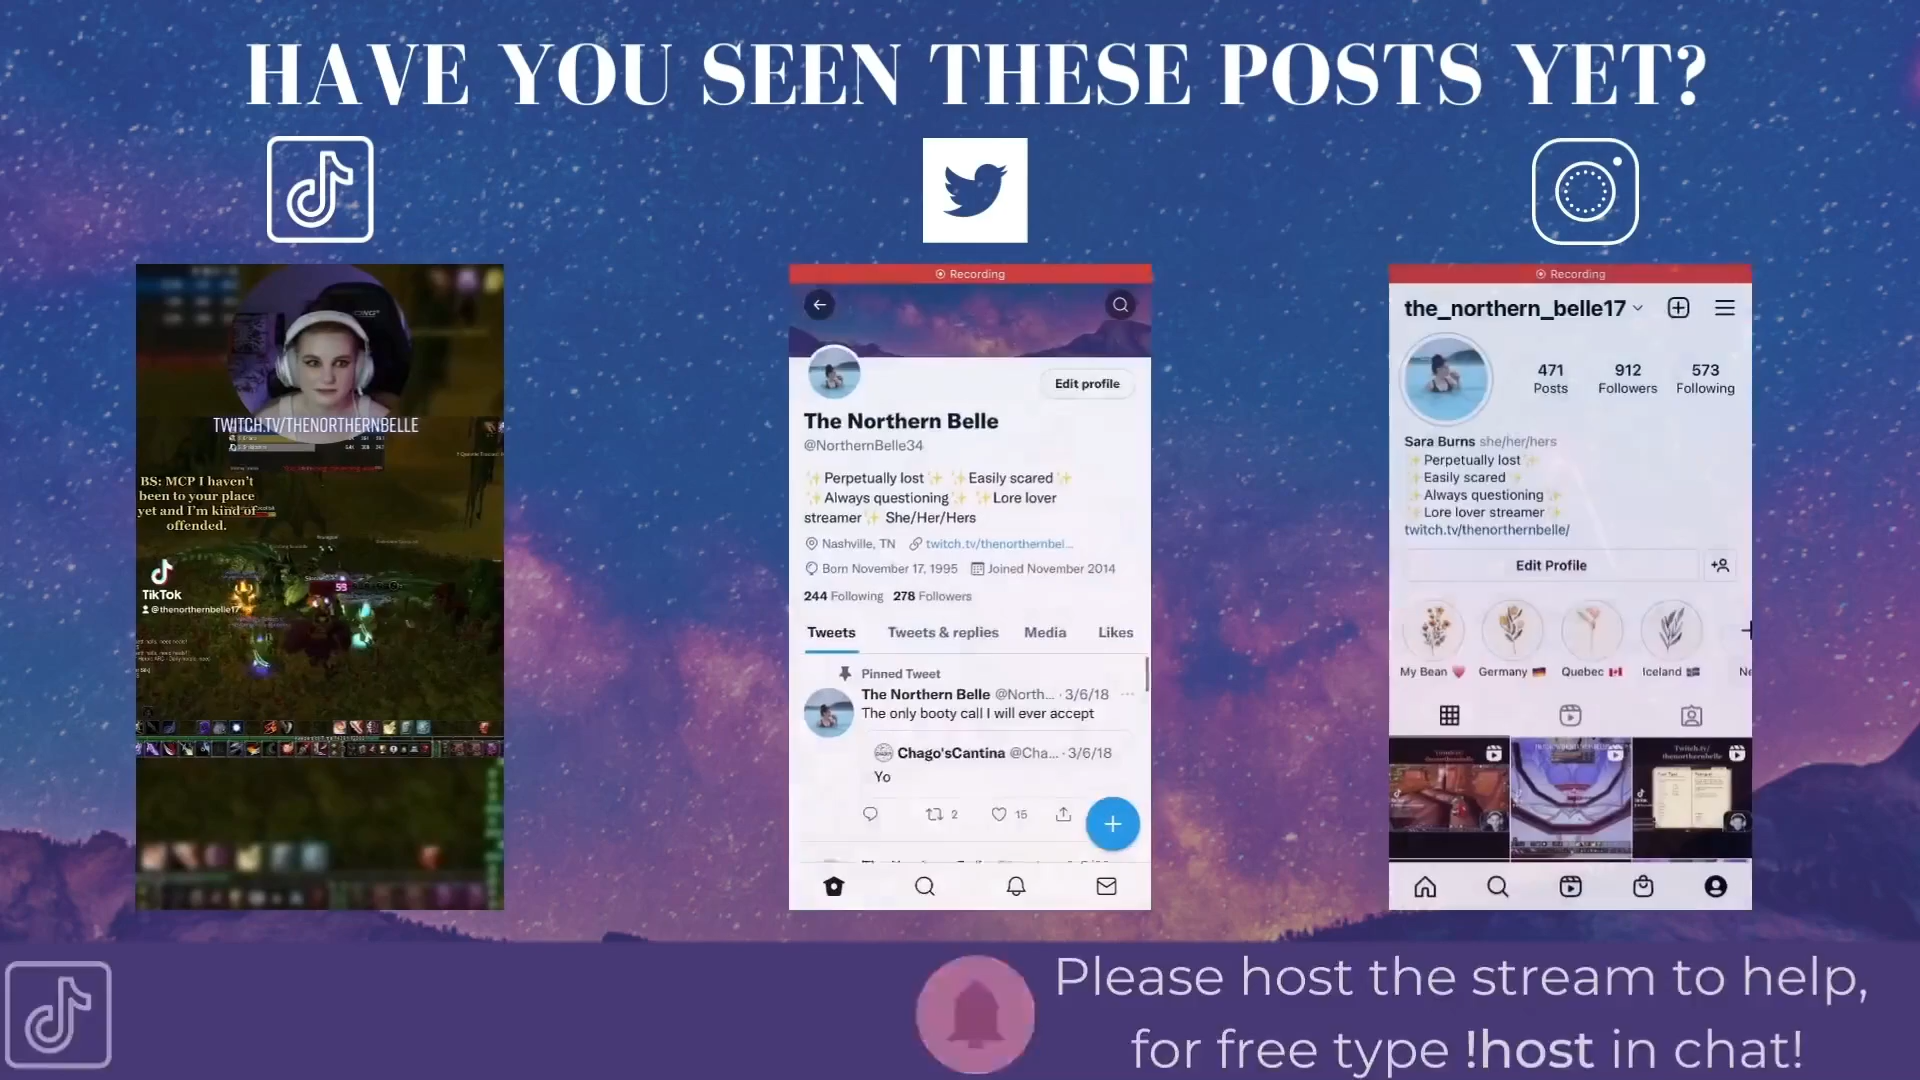 HAVE YOU SEEN THESE POSTS YET?
TWITCH.TV/THENORTHERNBELLE
BS: MCP I haven't
been to your place
yet and I'm kind of
offended.
TikTok
@thenorthernbelle17
Recording
Edit profile
The Northern Belle
@NorthernBelle34
✨Perpetually lost✨ ✨Easily scared✨
✨Always questioning✨ ✨Lore lover
streamer✨ She/Her/Hers
Nashville, TN twitch.tv/thenorthernbel...
Born November 17, 1995 Joined November 2014
244 Following 278 Followers
Tweets Tweets & replies Media Likes
Pinned Tweet
The Northern Belle @North... · 3/6/18
The only booty call I will ever accept
Chago'sCantina @Cha... · 3/6/18
Yo
2 15
Recording
the_northern_belle17
471 912 573
Posts Followers Following
Sara Burns she/her/hers
✨Perpetually lost✨
✨Easily scared✨
✨Always questioning✨
✨Lore lover streamer✨
twitch.tv/thenorthernbelle/
Edit Profile
My Bean 💗 Germany 🇩🇪 Quebec 🇨🇦 Iceland 🇮🇸 Ne
Twitch.tv/
thenorthernbelle
Please host the stream to help,
for free type !host in chat!